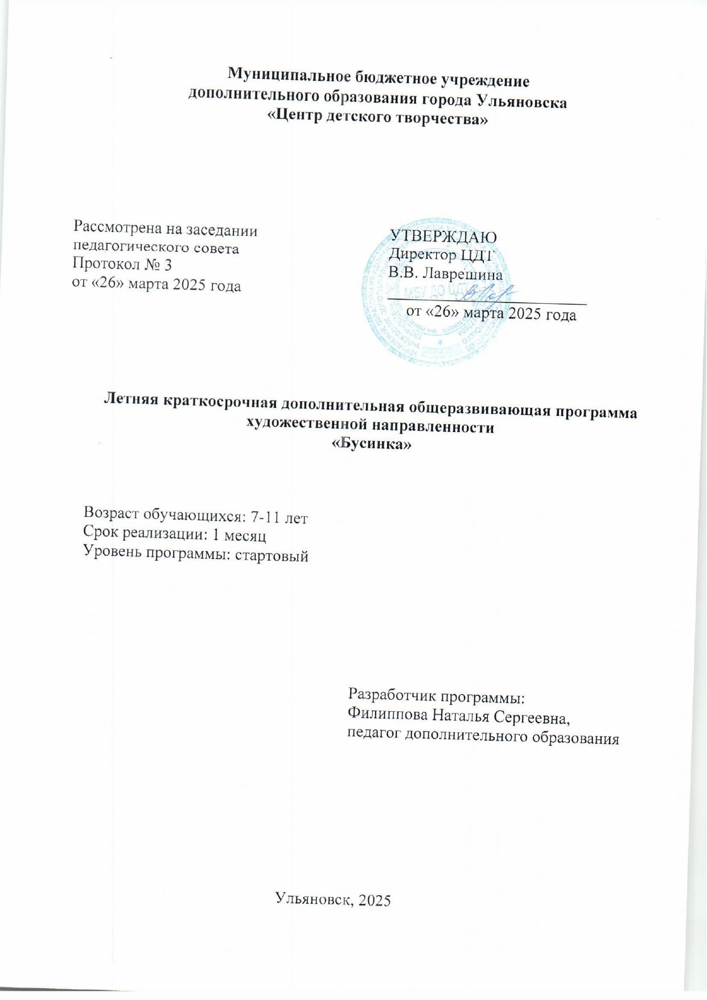 Муниципальное бюджетное учреждение
дополнительного образования города Ульяновска
«Центр детского творчества»
Рассмотрена на заседании
педагогического совета
Протокол № 3
от «26» марта 2025 года
УТВЕРЖДАЮ
Директор ЦДТ
В.В. Лаврешина
МБУ ДО ЦДТ
от «26» марта 2025 года
Летняя краткосрочная дополнительная общеразвивающая программа
художественной направленности
«Бусинка»
Возраст обучающихся: 7-11 лет
Срок реализации: 1 месяц
Уровень программы: стартовый
Разработчик программы:
Филиппова Наталья Сергеевна,
педагог дополнительного образования
Ульяновск, 2025